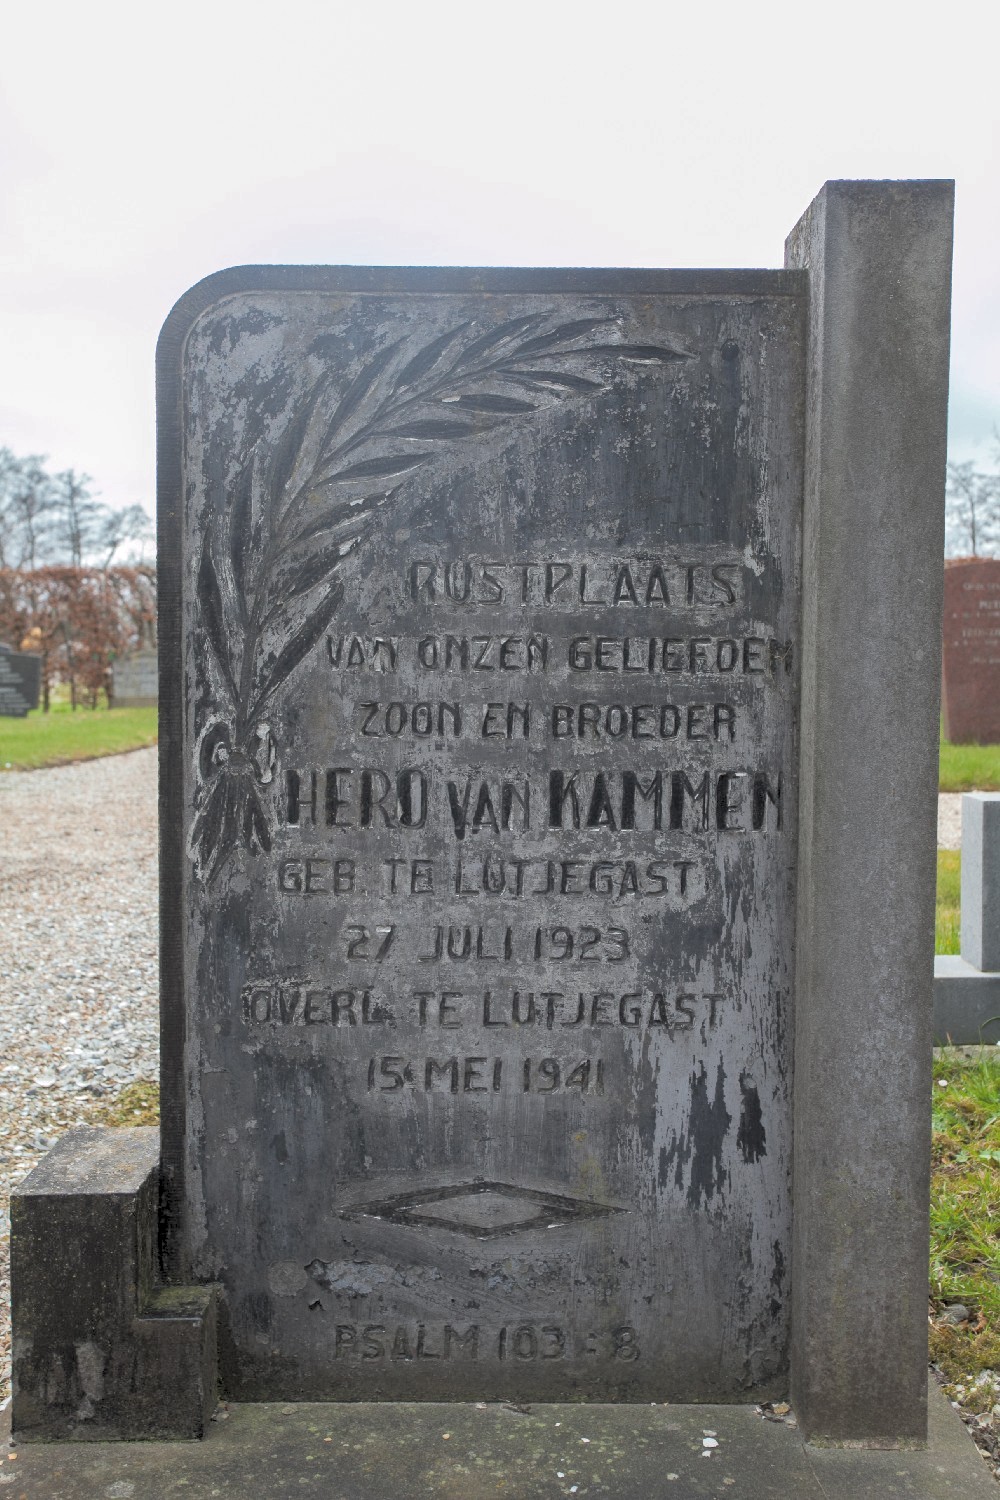 RUSTPLAATS
VAN ONZEN GELIEFDEN
ZOON EN BROEDER
HERO VAN KAMMEN
GEB. TE LUTJEGAST
27 JULI 1923
OVERL. TE LUTJEGAST
15 MEI 1941
PSALM 103 : 8